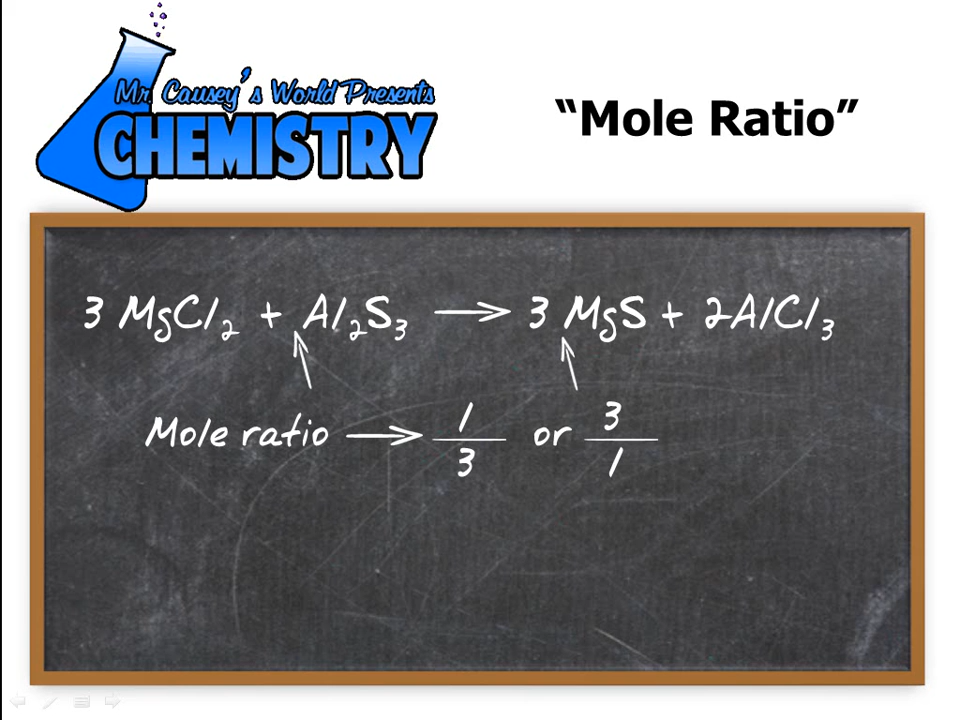 Mr. Causey's World Presents
CHEMISTRY
“Mole Ratio”
3 MgCl₂ + Al₂S₃ → 3 MgS + 2AlCl₃
Mole ratio → 1/3 or 3/1